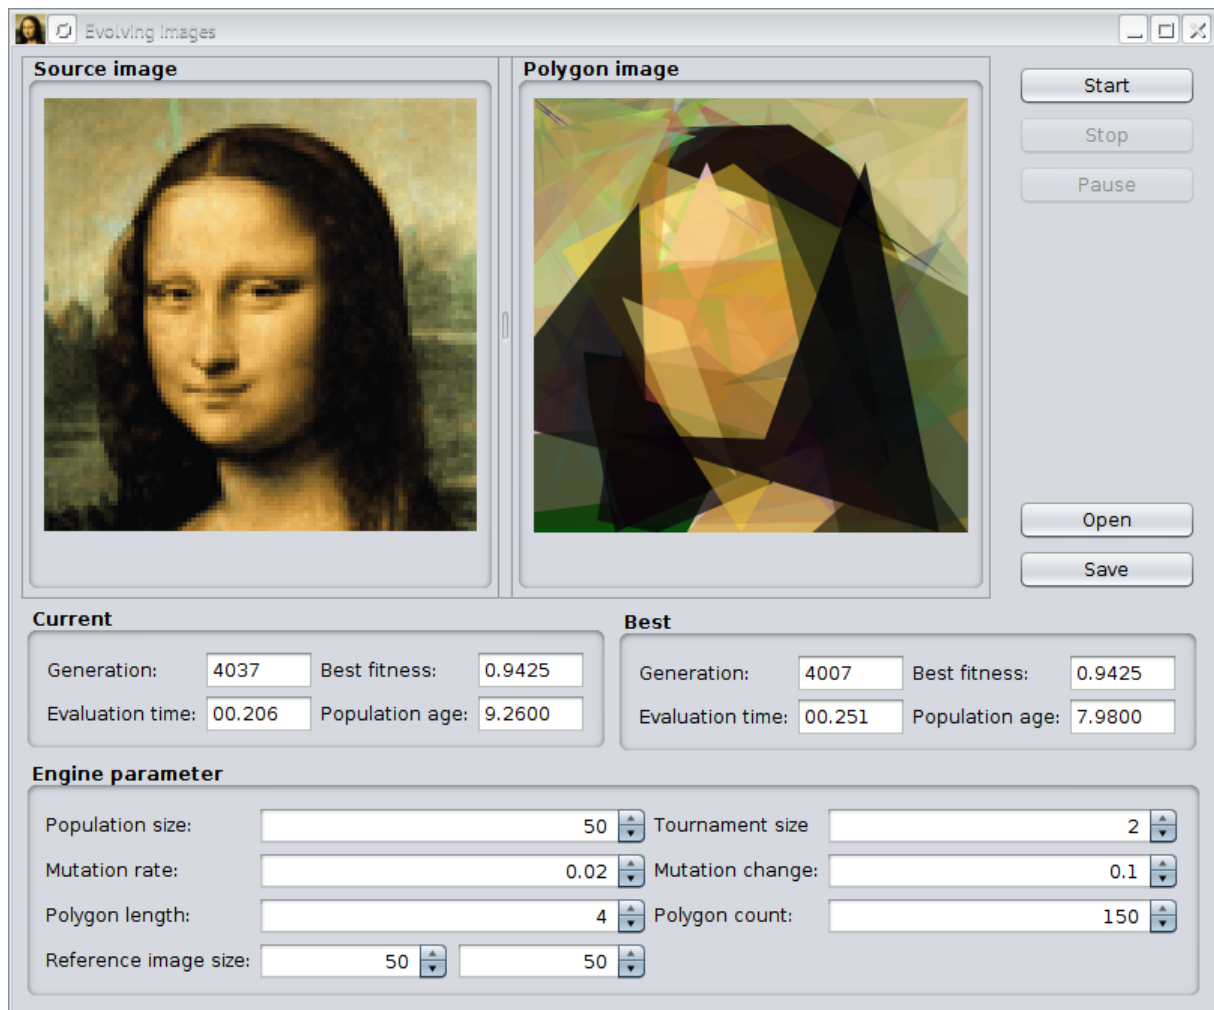 Evolving Images
Source image
Polygon image
Start
Stop
Pause
Open
Save
Current
Generation: 4037 Best fitness: 0.9425
Evaluation time: 00.206 Population age: 9.2600
Best
Generation: 4007 Best fitness: 0.9425
Evaluation time: 00.251 Population age: 7.9800
Engine parameter
Population size: 50 Tournament size 2
Mutation rate: 0.02 Mutation change: 0.1
Polygon length: 4 Polygon count: 150
Reference image size: 50 50